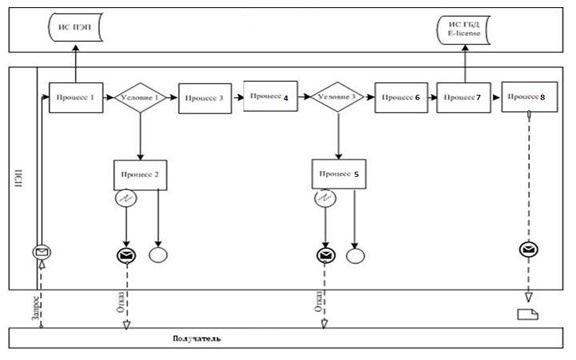 ИС ПЭП
ИС ГБД
E-license
Процесс 1
Условие 1
Процесс 3
Процесс 4
Условие 3
Процесс 6
Процесс 7
Процесс 8
Процесс 2
Процесс 5
ПЕП
Запрос
Отказ
Отказ
Получатель